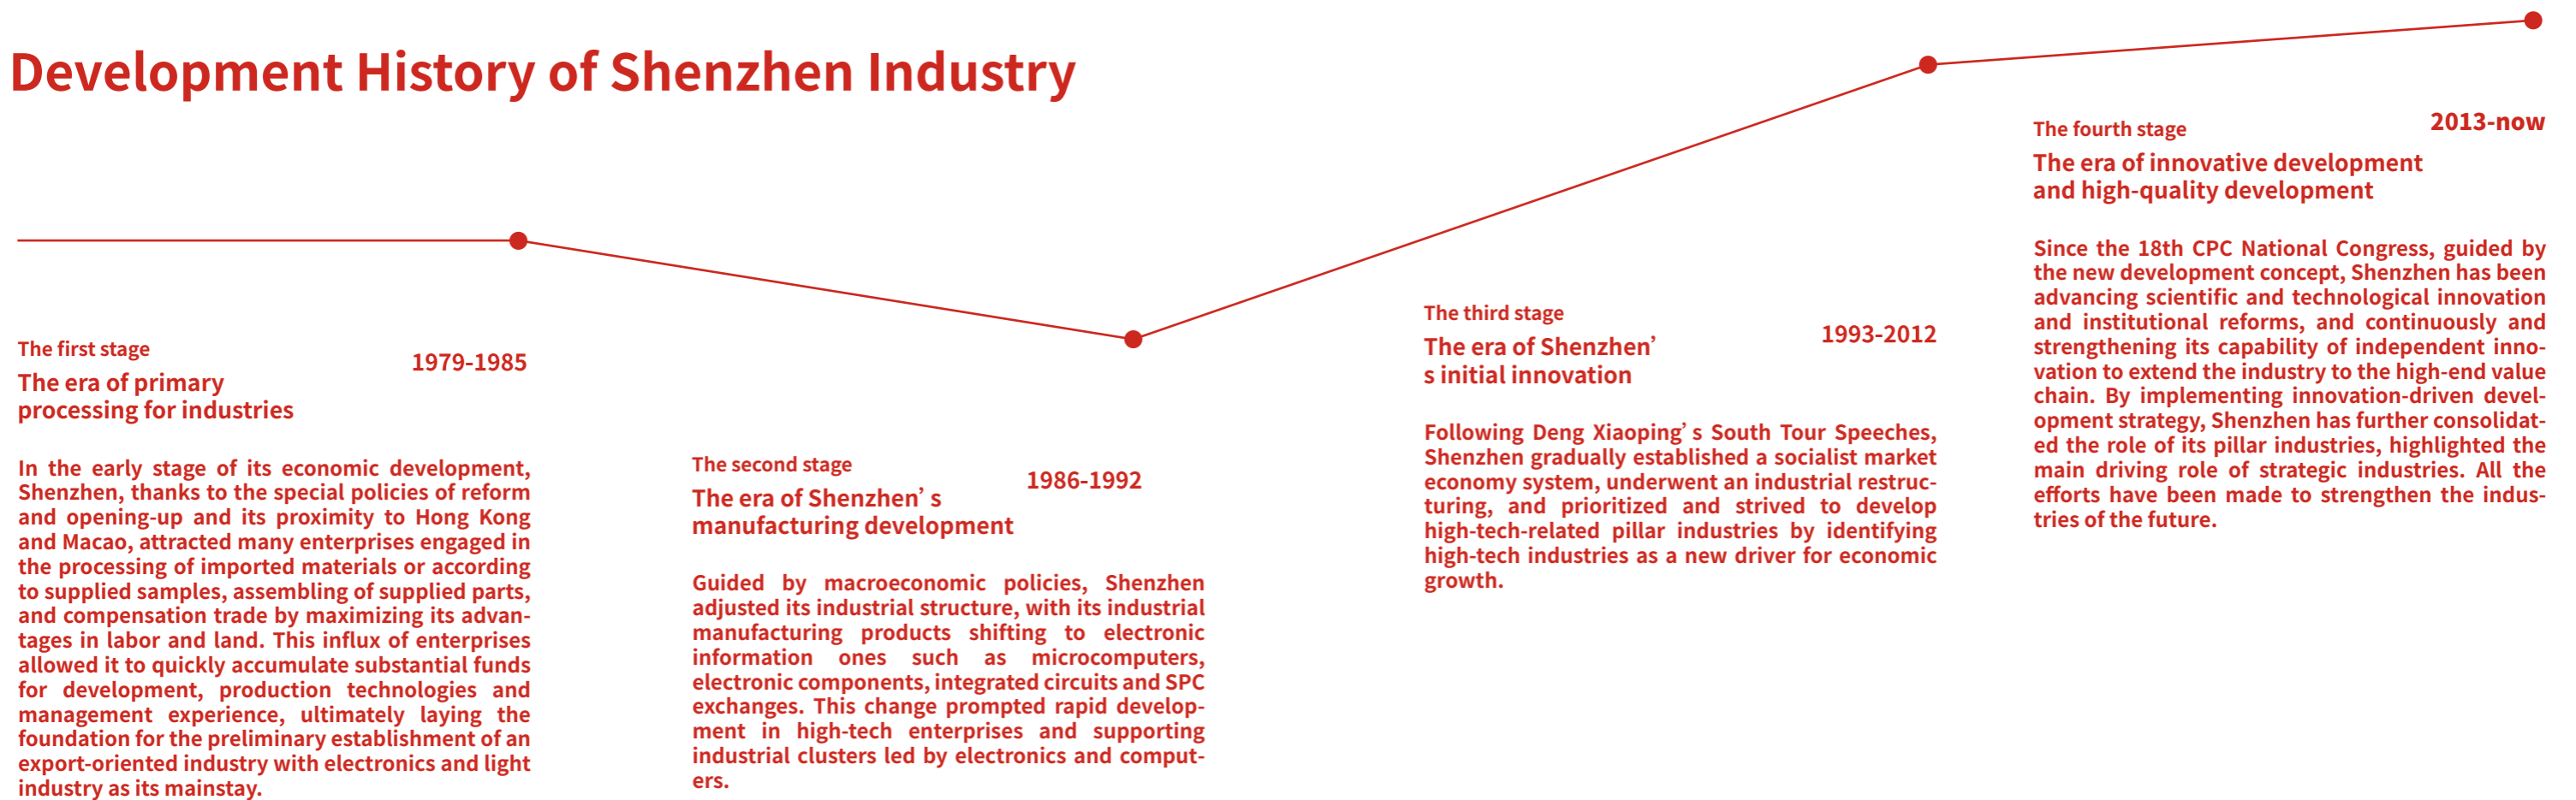 Development History of Shenzhen Industry
The first stage
1979-1985
The era of primary
processing for industries
In the early stage of its economic development,
Shenzhen, thanks to the special policies of reform
and opening-up and its proximity to Hong Kong
and Macao, attracted many enterprises engaged in
the processing of imported materials or according
to supplied samples, assembling of supplied parts,
and compensation trade by maximizing its advan-
tages in labor and land. This influx of enterprises
allowed it to quickly accumulate substantial funds
for development, production technologies and
management experience, ultimately laying the
foundation for the preliminary establishment of an
export-oriented industry with electronics and light
industry as its mainstay.
The second stage
1986-1992
The era of Shenzhen’ s
manufacturing development
Guided by macroeconomic policies, Shenzhen
adjusted its industrial structure, with its industrial
manufacturing products shifting to electronic
information ones such as microcomputers,
electronic components, integrated circuits and SPC
exchanges. This change prompted rapid develop-
ment in high-tech enterprises and supporting
industrial clusters led by electronics and comput-
ers.
The third stage
1993-2012
The era of Shenzhen’
s initial innovation
Following Deng Xiaoping’ s South Tour Speeches,
Shenzhen gradually established a socialist market
economy system, underwent an industrial restruc-
turing, and prioritized and strived to develop
high-tech-related pillar industries by identifying
high-tech industries as a new driver for economic
growth.
The fourth stage
2013-now
The era of innovative development
and high-quality development
Since the 18th CPC National Congress, guided by
the new development concept, Shenzhen has been
advancing scientific and technological innovation
and institutional reforms, and continuously and
strengthening its capability of independent inno-
vation to extend the industry to the high-end value
chain. By implementing innovation-driven devel-
opment strategy, Shenzhen has further consolidat-
ed the role of its pillar industries, highlighted the
main driving role of strategic industries. All the
efforts have been made to strengthen the indus-
tries of the future.